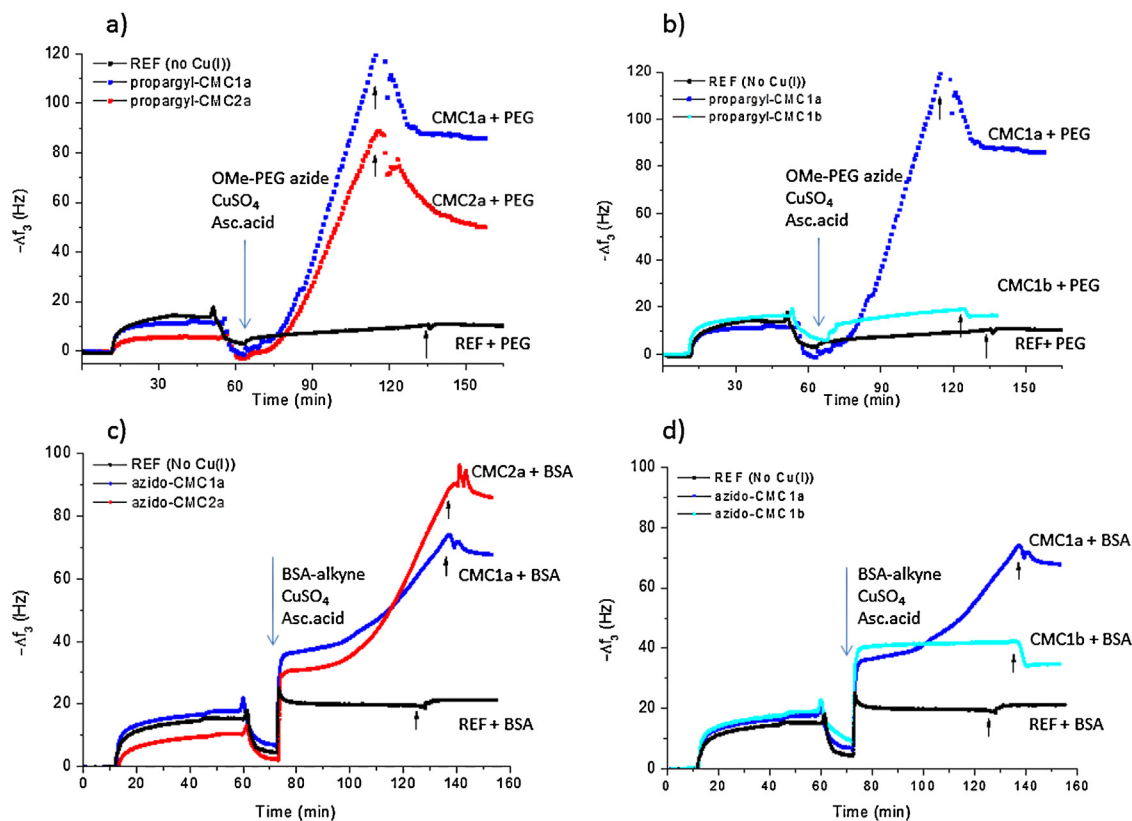 a)
REF (no Cu(I))
propargyl-CMC1a
propargyl-CMC2a
120
100
80
60
40
20
0
-Δf3 (Hz)
OMe-PEG azide
CuSO4
Asc.acid
CMC1a + PEG
CMC2a + PEG
REF + PEG
0 30 60 90 120 150
Time (min)
b)
REF (No Cu(I))
propargyl-CMC1a
propargyl-CMC1b
120
100
80
60
40
20
0
-Δf3 (Hz)
OMe-PEG azide
CuSO4
Asc.acid
CMC1a + PEG
CMC1b + PEG
REF+ PEG
0 30 60 90 120 150
Time (min)
c)
REF (No Cu(I))
azido-CMC1a
azido-CMC2a
100
80
60
40
20
0
-Δf3 (Hz)
BSA-alkyne
CuSO4
Asc.acid
CMC2a + BSA
CMC1a + BSA
REF + BSA
0 20 40 60 80 100 120 140 160
Time (min)
d)
REF (No Cu(I))
azido-CMC1a
azido-CMC1b
100
80
60
40
20
0
-Δf3 (Hz)
BSA-alkyne
CuSO4
Asc.acid
CMC1a + BSA
CMC1b + BSA
REF + BSA
0 20 40 60 80 100 120 140 160
Time (min)